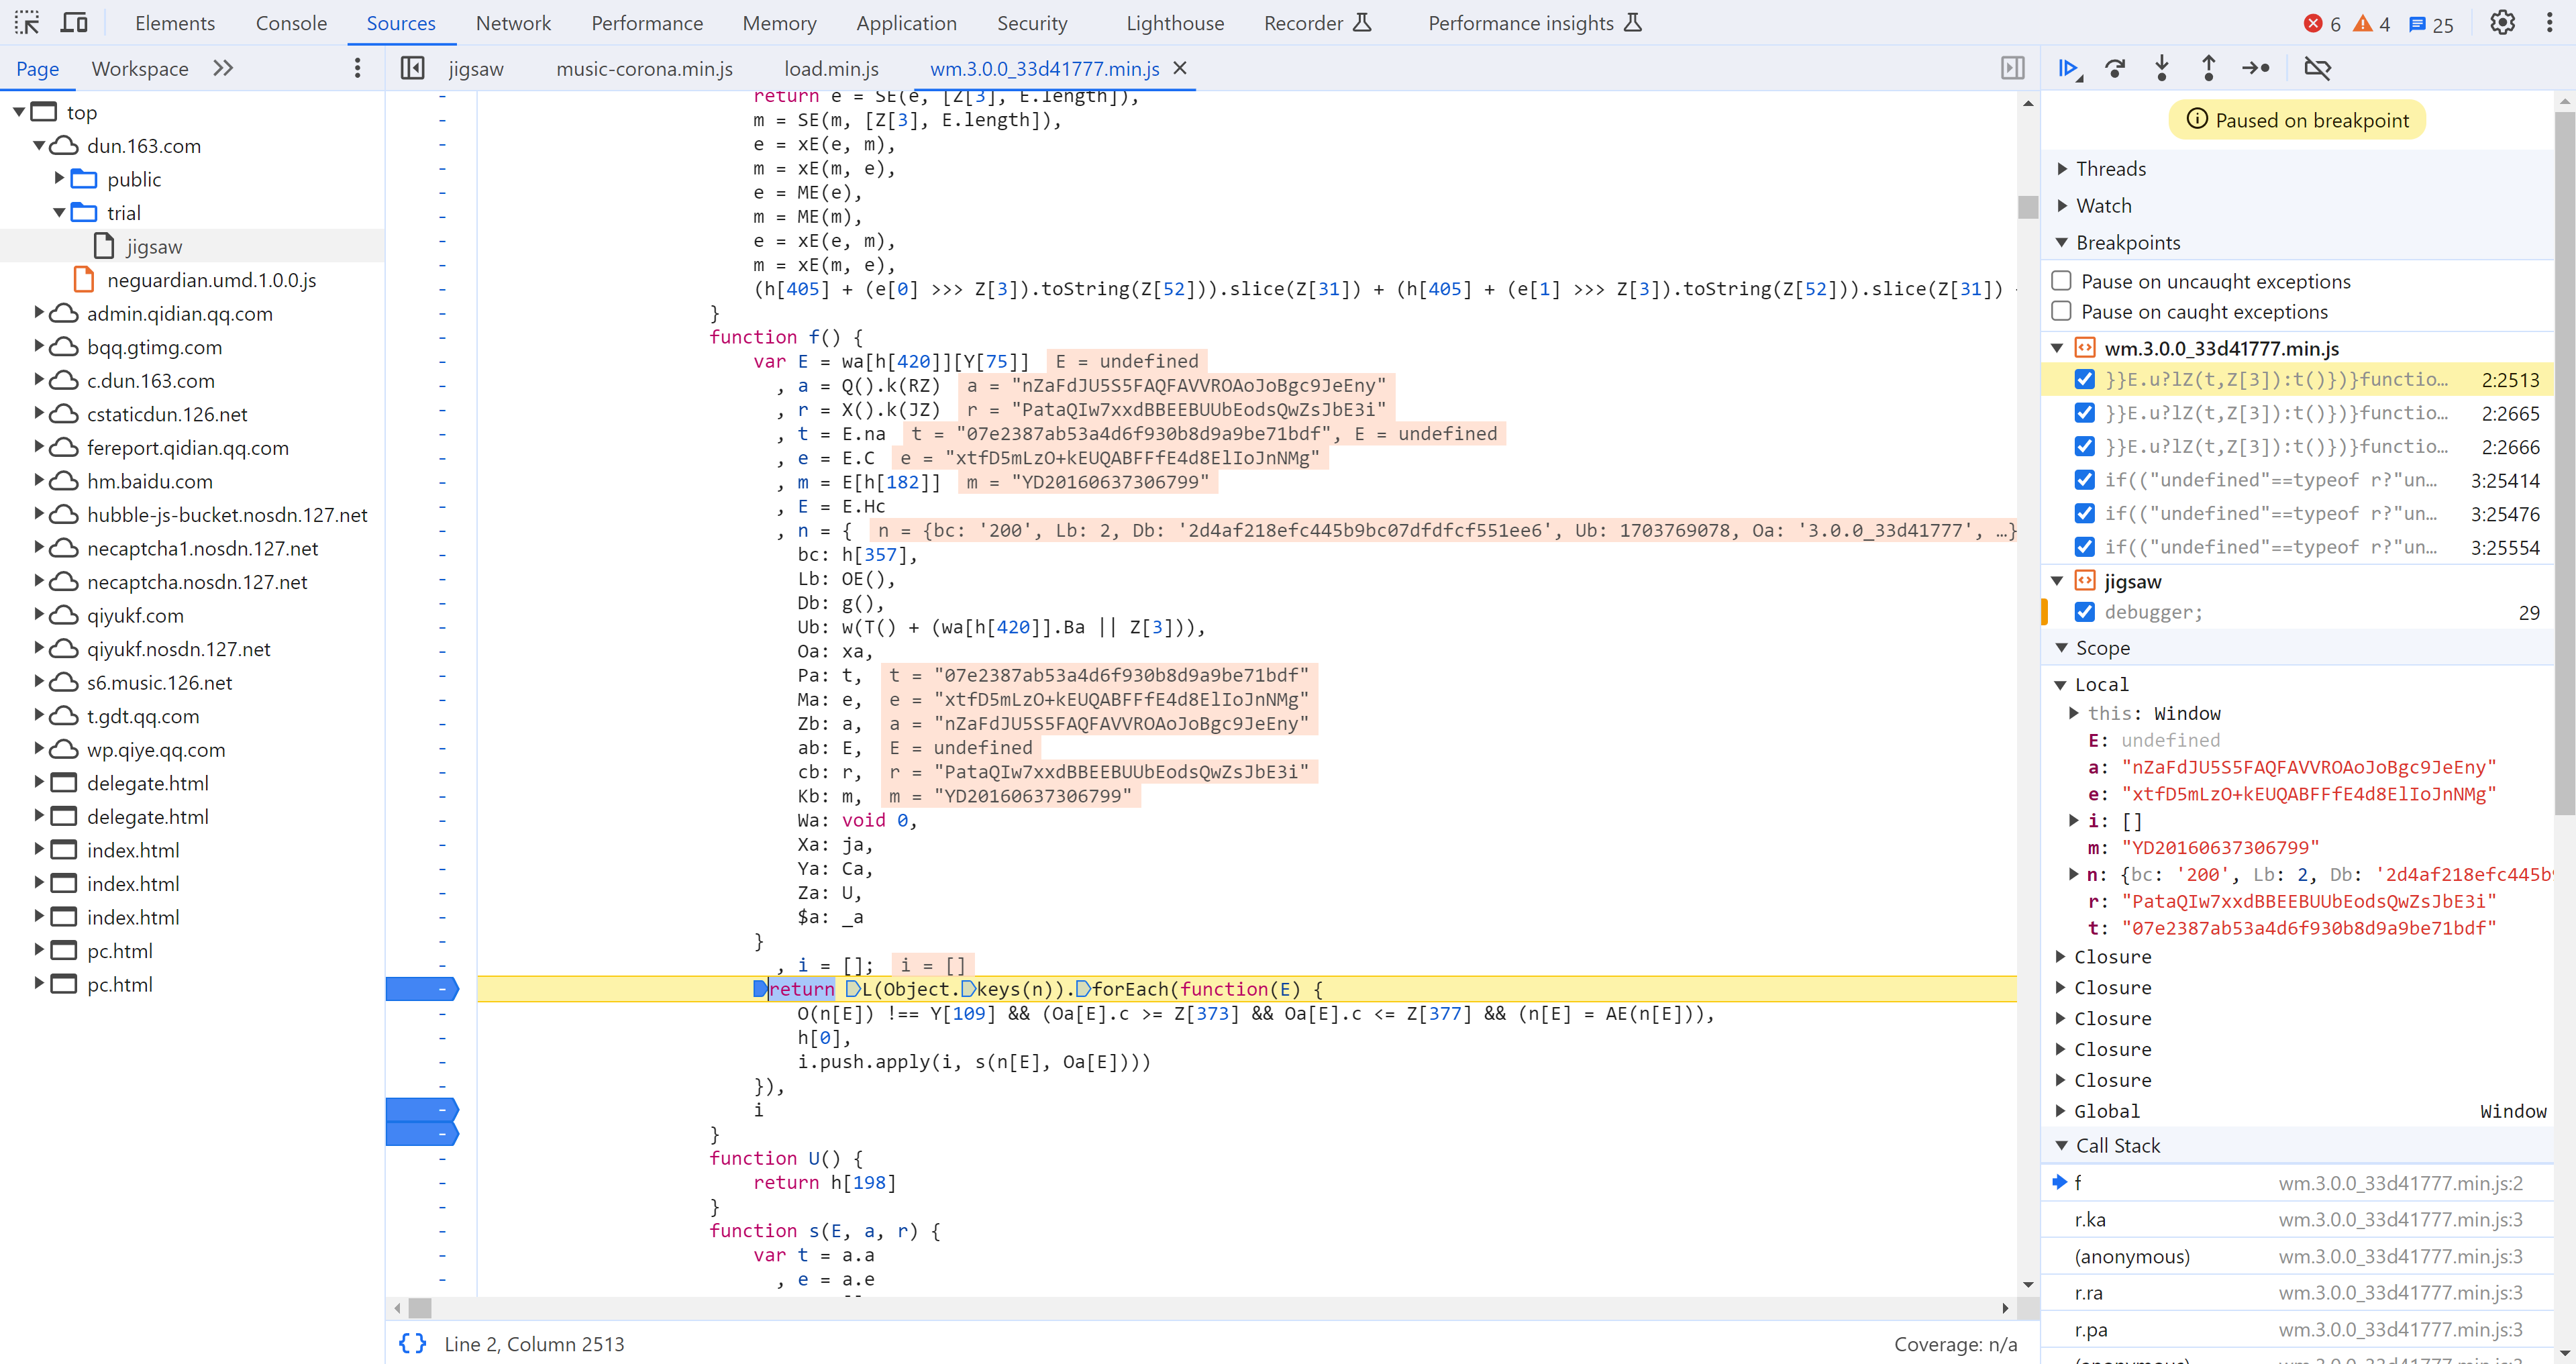 Elements Console Sources Network Performance Memory Application Security Lighthouse Recorder Performance insights 6 4 25
Page Workspace
jigsaw music-corona.min.js load.min.js wm.3.0.0_33d41777.min.js
top
dun.163.com
public
trial
jigsaw
neguardian.umd.1.0.0.js
admin.qidian.qq.com
bqq.gtimg.com
c.dun.163.com
cstaticdun.126.net
fereport.qidian.qq.com
hm.baidu.com
hubble-js-bucket.nosdn.127.net
necaptcha1.nosdn.127.net
necaptcha.nosdn.127.net
qiyukf.com
qiyukf.nosdn.127.net
s6.music.126.net
t.gdt.qq.com
wp.qiye.qq.com
delegate.html
delegate.html
index.html
index.html
index.html
pc.html
pc.html
return e = SE(e, [Z[3], E.length]),
m = SE(m, [Z[3], E.length]),
e = xE(e, m),
m = xE(m, e),
e = ME(e),
m = ME(m),
e = xE(e, m),
m = xE(m, e),
(h[405] + (e[0] >>> Z[3]).toString(Z[52])).slice(Z[31]) + (h[405] + (e[1] >>> Z[3]).toString(Z[52])).slice(Z[31])
}
function f() {
var E = wa[h[420]][Y[75]] E = undefined
, a = Q().k(RZ) a = "nZaFdJU5S5FAQFAVVROAoJoBgc9JeEny"
, r = X().k(JZ) r = "PataQIw7xxdBBEEBUUbEodsQwZsJbE3i"
, t = E.na t = "07e2387ab53a4d6f930b8d9a9be71bdf", E = undefined
, e = E.C e = "xtfD5mLzO+kEUQABFFfE4d8ElIoJnNMg"
, m = E[h[182]] m = "YD20160637306799"
, E = E.Hc
, n = { n = {bc: '200', Lb: 2, Db: '2d4af218efc445b9bc07dfdfcf551ee6', Ub: 1703769078, Oa: '3.0.0_33d41777', …}
bc: h[357],
Lb: OE(),
Db: g(),
Ub: w(T() + (wa[h[420]].Ba || Z[3])),
Oa: xa,
Pa: t, t = "07e2387ab53a4d6f930b8d9a9be71bdf"
Ma: e, e = "xtfD5mLzO+kEUQABFFfE4d8ElIoJnNMg"
Zb: a, a = "nZaFdJU5S5FAQFAVVROAoJoBgc9JeEny"
ab: E, E = undefined
cb: r, r = "PataQIw7xxdBBEEBUUbEodsQwZsJbE3i"
Kb: m, m = "YD20160637306799"
Wa: void 0,
Xa: ja,
Ya: Ca,
Za: U,
$a: _a
}
, i = []; i = []
return L(Object.keys(n)).forEach(function(E) {
O(n[E]) !== Y[109] && (Oa[E].c >= Z[373] && Oa[E].c <= Z[377] && (n[E] = AE(n[E])),
h[0],
i.push.apply(i, s(n[E], Oa[E])))
}),
i
}
function U() {
return h[198]
}
function s(E, a, r) {
var t = a.a
, e = a.e
{} Line 2, Column 2513 Coverage: n/a
Paused on breakpoint
Threads
Watch
Breakpoints
Pause on uncaught exceptions
Pause on caught exceptions
wm.3.0.0_33d41777.min.js
}}E.u?lZ(t,Z[3]):t()})}functio… 2:2513
}}E.u?lZ(t,Z[3]):t()})}functio… 2:2665
}}E.u?lZ(t,Z[3]):t()})}functio… 2:2666
if(("undefined"==typeof r?"un… 3:25414
if(("undefined"==typeof r?"un… 3:25476
if(("undefined"==typeof r?"un… 3:25554
jigsaw
debugger; 29
Scope
Local
this: Window
E: undefined
a: "nZaFdJU5S5FAQFAVVROAoJoBgc9JeEny"
e: "xtfD5mLzO+kEUQABFFfE4d8ElIoJnNMg"
i: []
m: "YD20160637306799"
n: {bc: '200', Lb: 2, Db: '2d4af218efc445b
r: "PataQIw7xxdBBEEBUUbEodsQwZsJbE3i"
t: "07e2387ab53a4d6f930b8d9a9be71bdf"
Closure
Closure
Closure
Closure
Closure
Global Window
Call Stack
f wm.3.0.0_33d41777.min.js:2
r.ka wm.3.0.0_33d41777.min.js:3
(anonymous) wm.3.0.0_33d41777.min.js:3
r.ra wm.3.0.0_33d41777.min.js:3
r.pa wm.3.0.0_33d41777.min.js:3